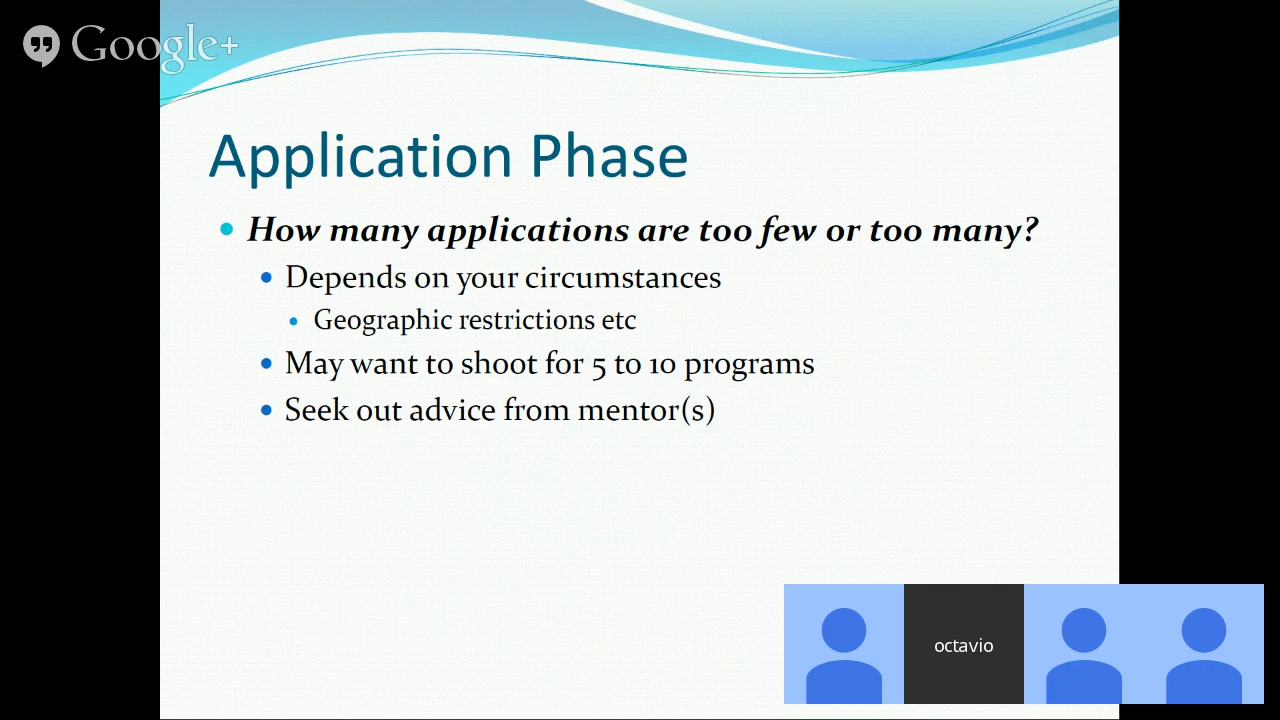 Google+
Application Phase
How many applications are too few or too many?
Depends on your circumstances
Geographic restrictions etc
May want to shoot for 5 to 10 programs
Seek out advice from mentor(s)
octavio